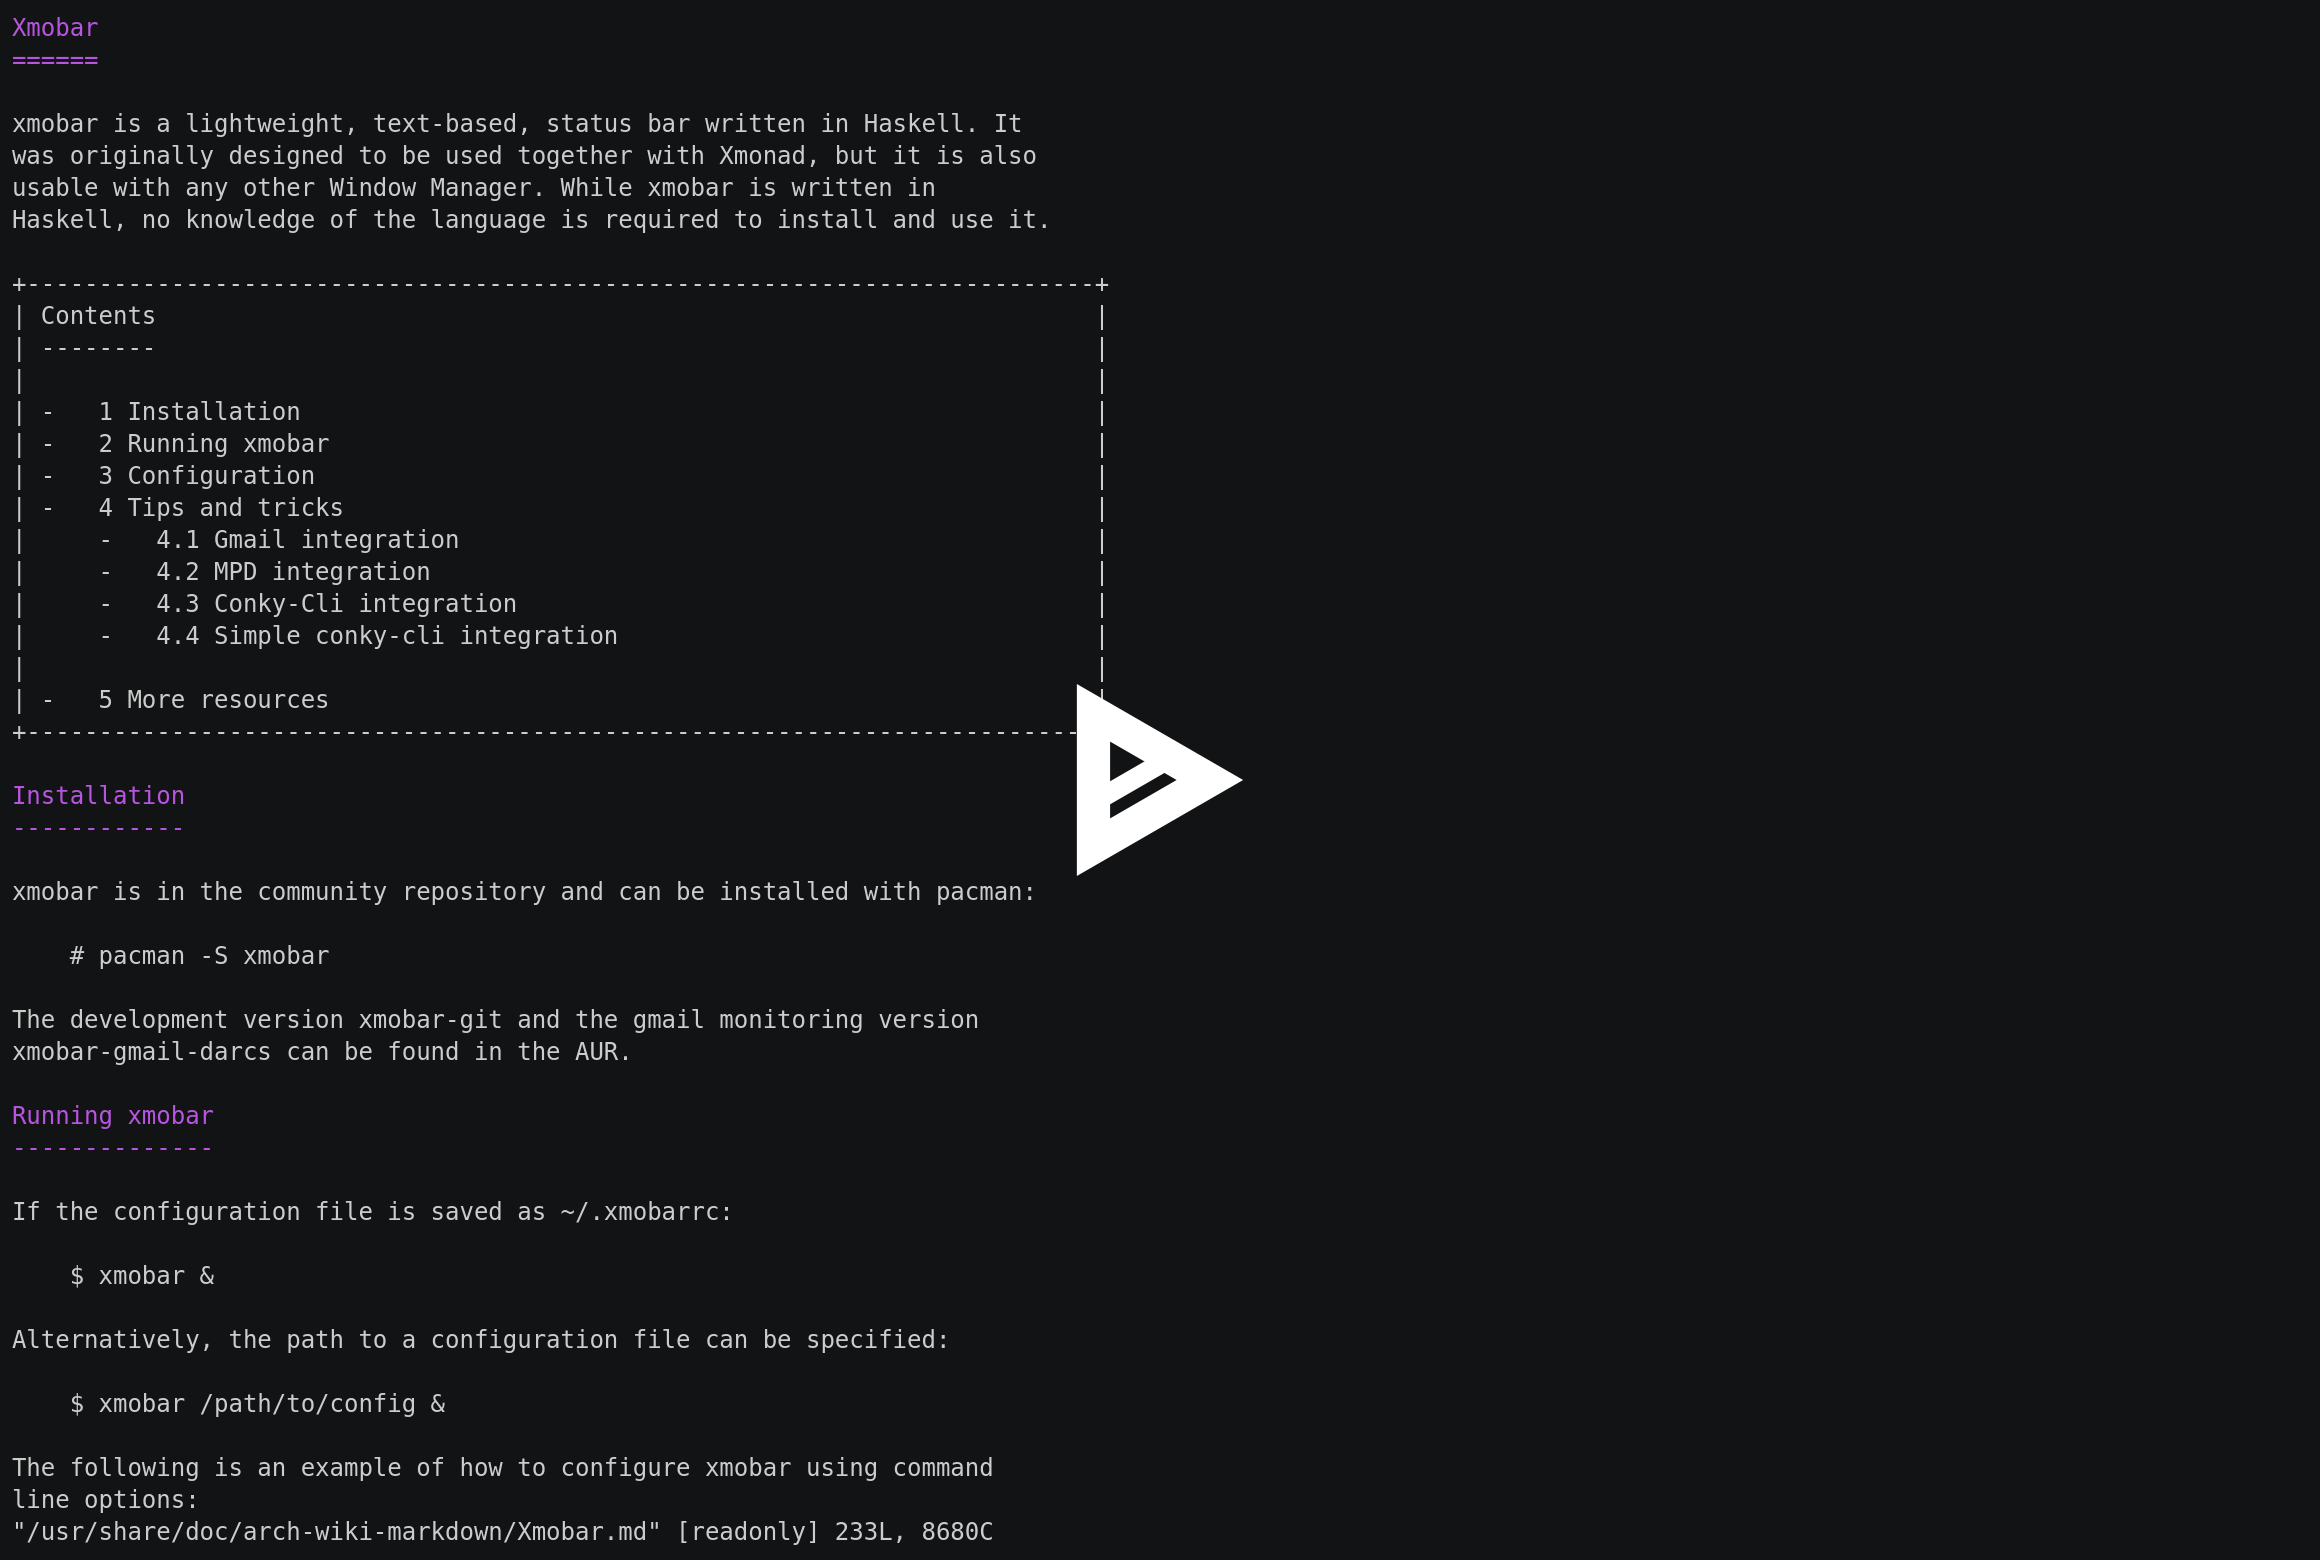 Xmobar
======
xmobar is a lightweight, text-based, status bar written in Haskell. It
was originally designed to be used together with Xmonad, but it is also
usable with any other Window Manager. While xmobar is written in
Haskell, no knowledge of the language is required to install and use it.
+--------------------------------------------------------------------------+
| Contents                                                                 |
| --------                                                                 |
|                                                                          |
| -   1 Installation                                                       |
| -   2 Running xmobar                                                     |
| -   3 Configuration                                                      |
| -   4 Tips and tricks                                                    |
|     -   4.1 Gmail integration                                            |
|     -   4.2 MPD integration                                              |
|     -   4.3 Conky-Cli integration                                        |
|     -   4.4 Simple conky-cli integration                                 |
|                                                                          |
| -   5 More resources                                                     |
+--------------------------------------------------------------------------
Installation
------------
xmobar is in the community repository and can be installed with pacman:
    # pacman -S xmobar
The development version xmobar-git and the gmail monitoring version
xmobar-gmail-darcs can be found in the AUR.
Running xmobar
--------------
If the configuration file is saved as ~/.xmobarrc:
    $ xmobar &
Alternatively, the path to a configuration file can be specified:
    $ xmobar /path/to/config &
The following is an example of how to configure xmobar using command
line options:
"/usr/share/doc/arch-wiki-markdown/Xmobar.md" [readonly] 233L, 8680C